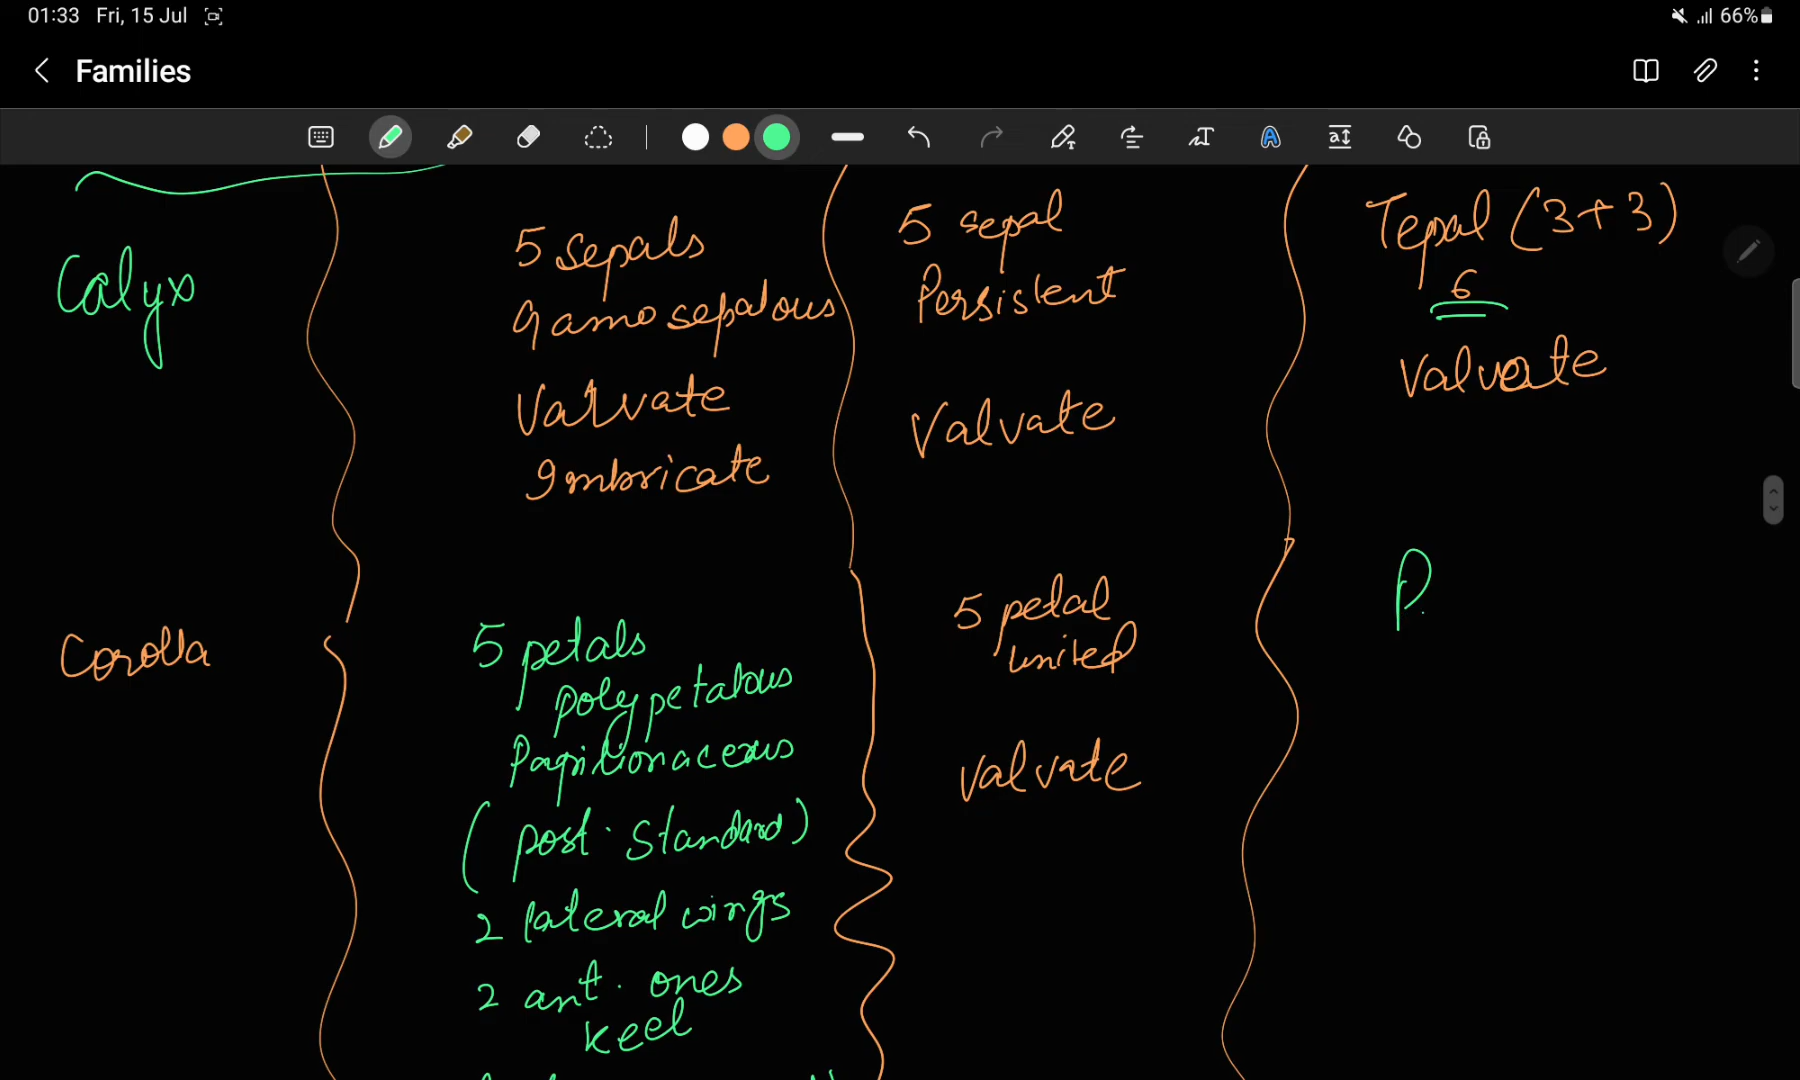 01:33 Fri, 15 Jul 66%
Families
Calyx
5 sepals
gamosepalous
Valvate
Imbricate
5 sepal
Persistent
Valvate
Tepal (3+3)
6
Valvate
Corolla
5 petals
polypetalous
Papilionaceous
(post. standard)
2 lateral wings
2 ant. ones
keel
5 petal
united
valvate
P